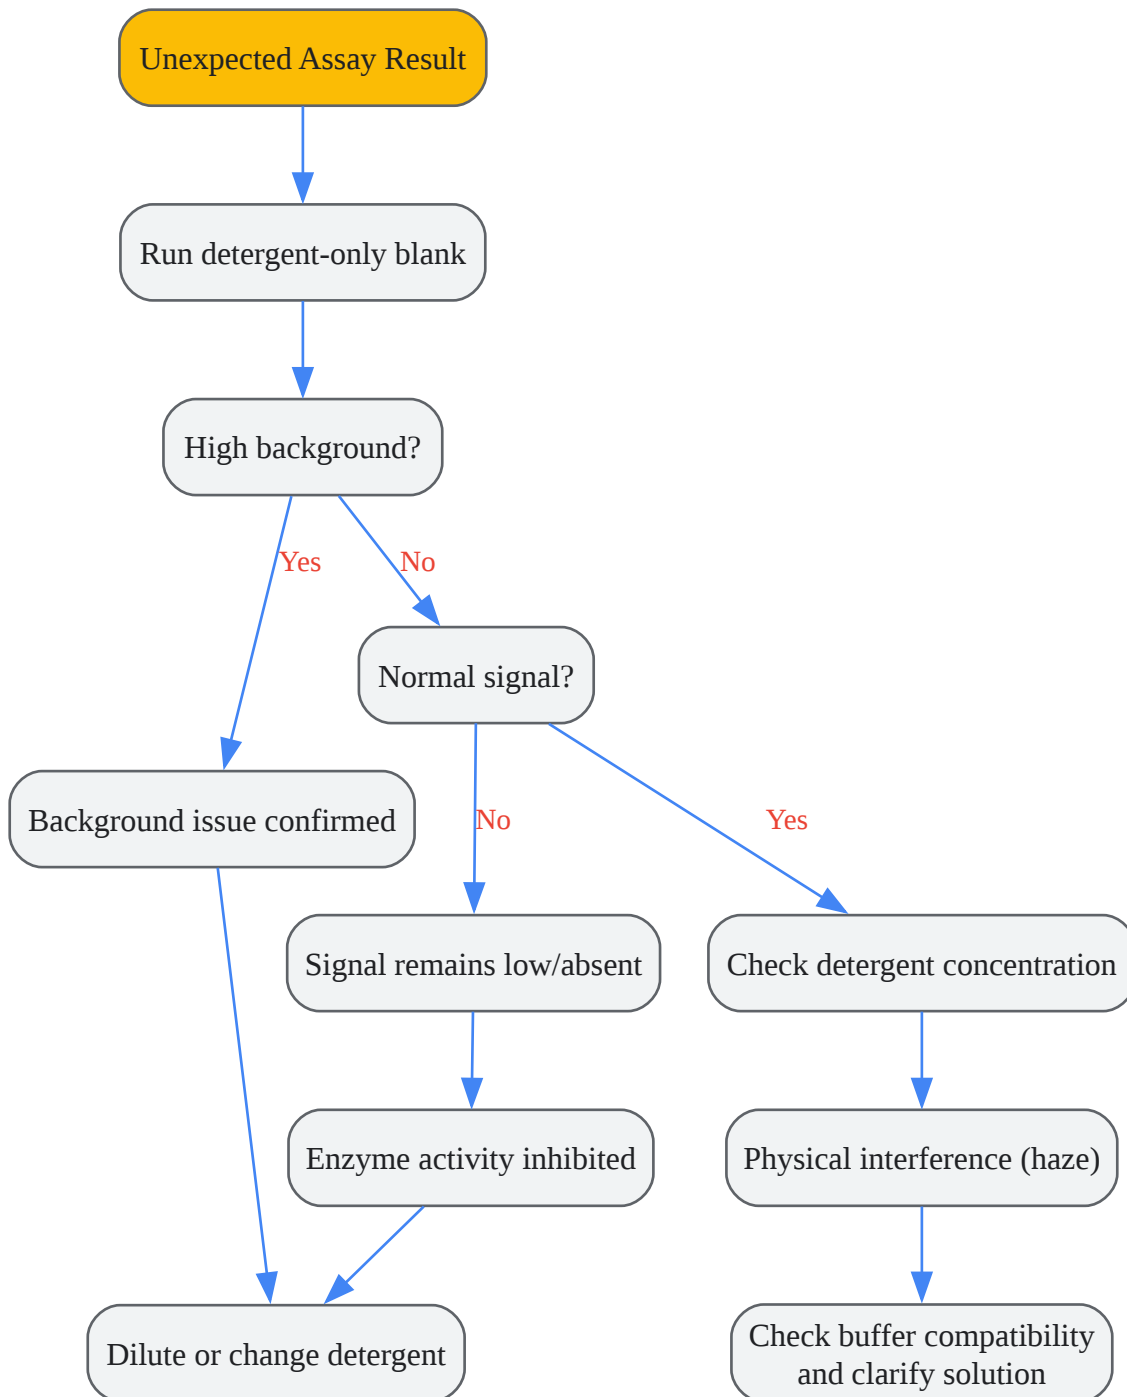 Unexpected Assay Result
Run detergent-only blank
High background?
Yes
No
Normal signal?
Background issue confirmed
No
Yes
Signal remains low/absent
Check detergent concentration
Enzyme activity inhibited
Physical interference (haze)
Dilute or change detergent
Check buffer compatibility
and clarify solution